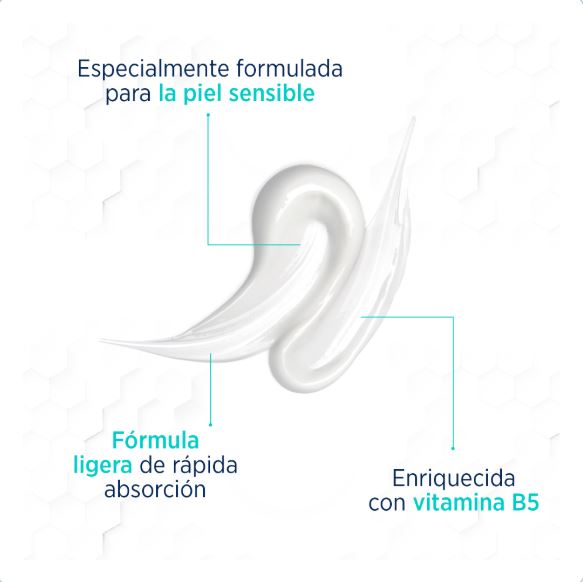 Especialmente formulada
para la piel sensible
Fórmula
ligera de rápida
absorción
Enriquecida
con vitamina B5